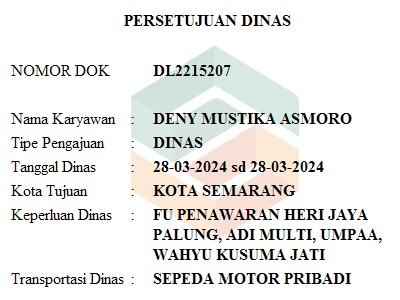 PERSETUJUAN DINAS
NOMOR DOK DL2215207
Nama Karyawan : DENY MUSTIKA ASMORO
Tipe Pengajuan : DINAS
Tanggal Dinas : 28-03-2024 sd 28-03-2024
Kota Tujuan : KOTA SEMARANG
Keperluan Dinas : FU PENAWARAN HERI JAYA
PALUNG, ADI MULTI, UMPAA,
WAHYU KUSUMA JATI
Transportasi Dinas : SEPEDA MOTOR PRIBADI